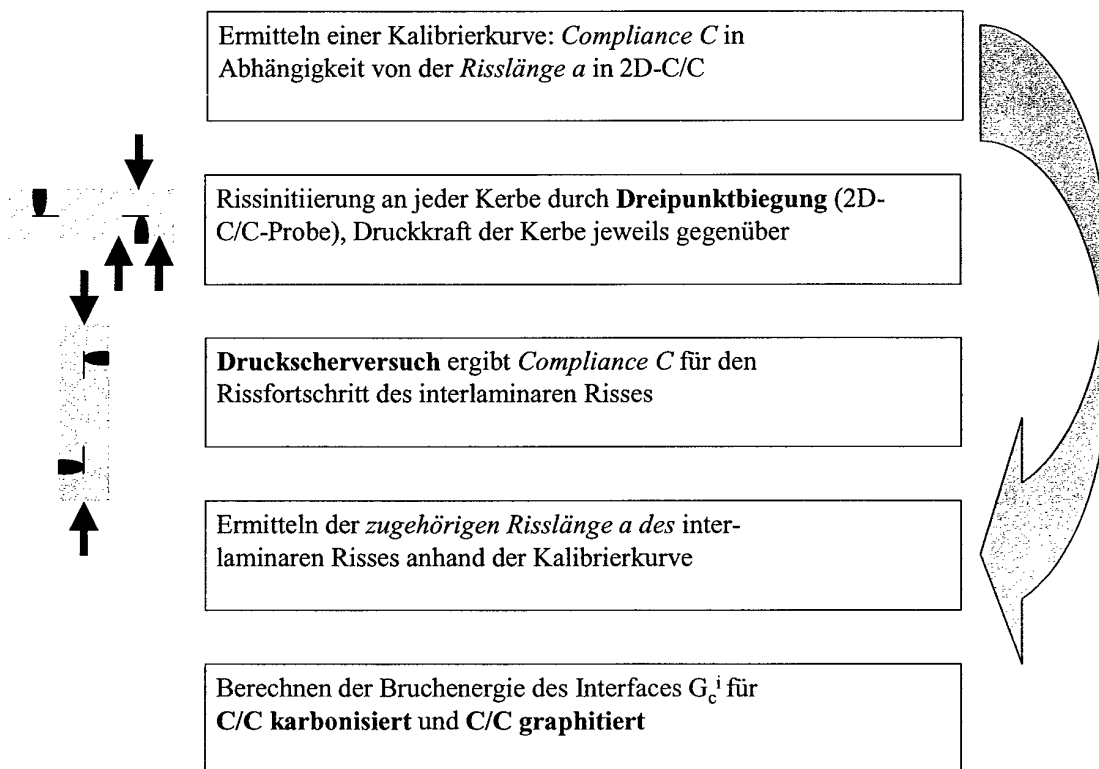 Ermitteln einer Kalibrierkurve: Compliance C in
Abhängigkeit von der Risslänge a in 2D-C/C
Rissinitiierung an jeder Kerbe durch Dreipunktbiegung (2D-
C/C-Probe), Druckkraft der Kerbe jeweils gegenüber
Druckscherversuch ergibt Compliance C für den
Rissfortschritt des interlaminaren Risses
Ermitteln der zugehörigen Risslänge a des inter-
laminaren Risses anhand der Kalibrierkurve
Berechnen der Bruchenergie des Interfaces G_c^i für
C/C karbonisiert und C/C graphitiert